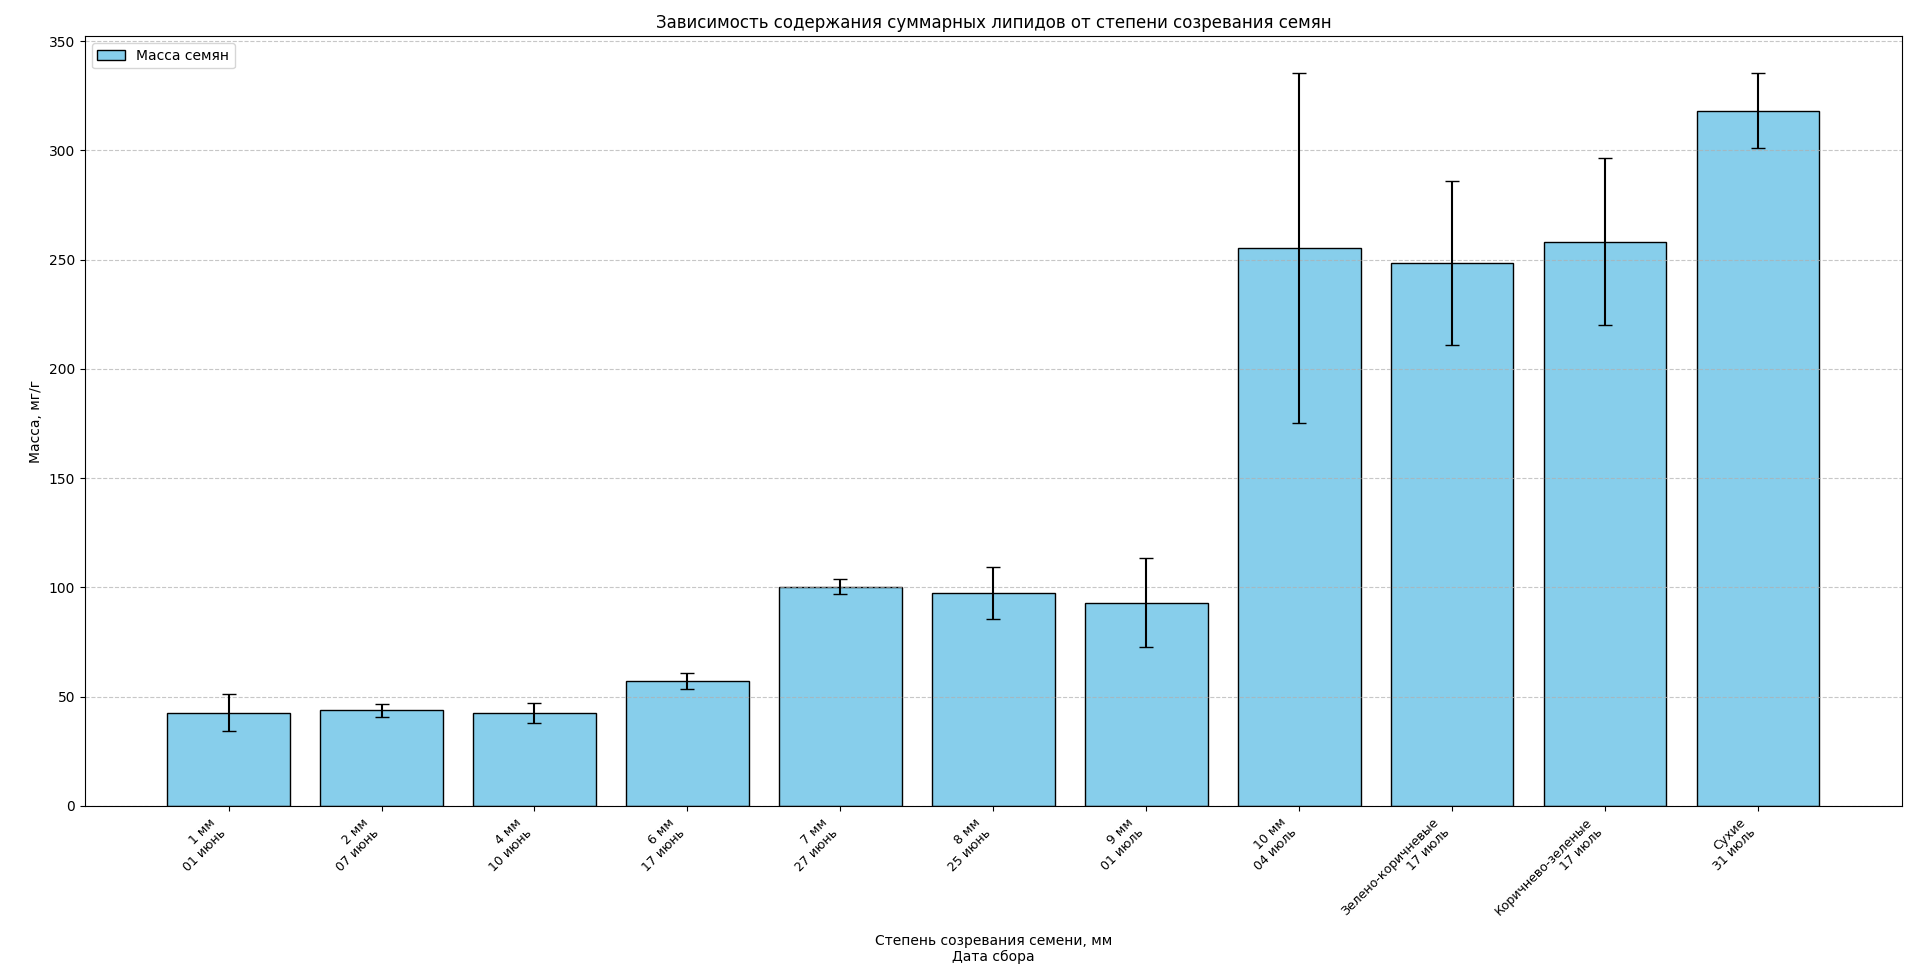 Зависимость содержания суммарных липидов от степени созревания семян
Масса семян
Масса, мг/г
350
300
250
200
150
100
50
0
1 мм
01 июнь
2 мм
07 июнь
4 мм
10 июнь
6 мм
17 июнь
7 мм
27 июнь
8 мм
25 июнь
9 мм
01 июль
10 мм
04 июль
Зелено-коричневые
17 июль
Коричнево-зеленые
17 июль
Сухие
31 июль
Степень созревания семени, мм
Дата сбора